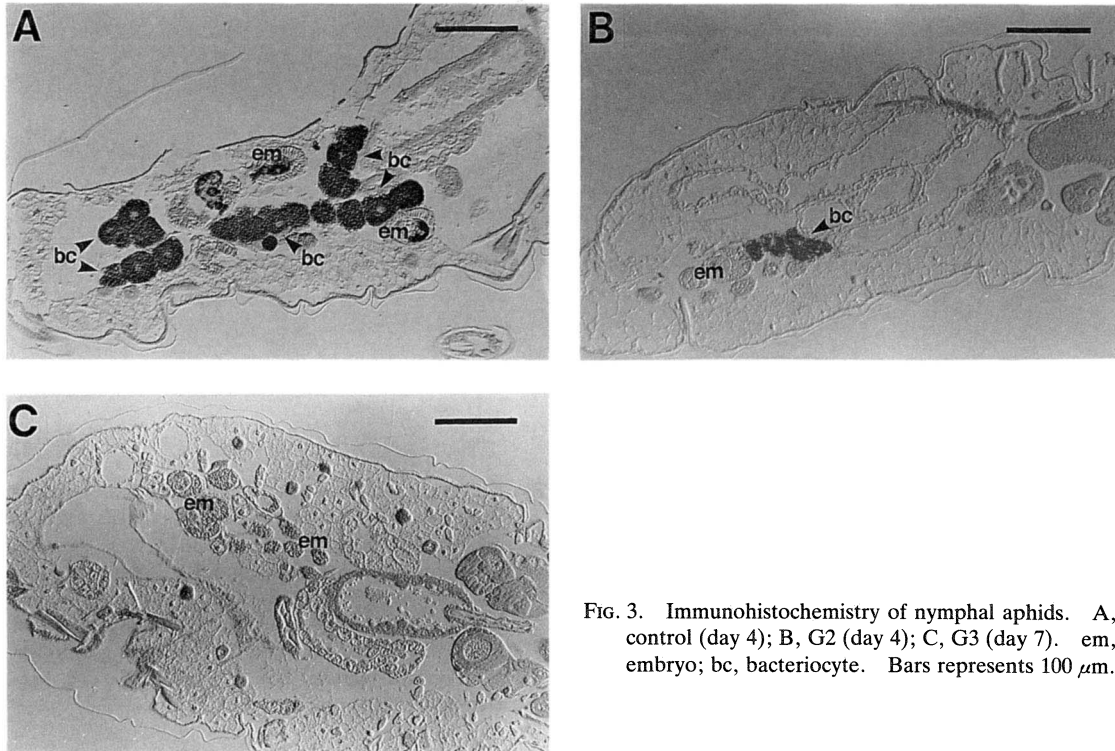 A
em
bc
bc
em
bc
B
bc
em
C
em
em
FIG. 3. Immunohistochemistry of nymphal aphids. A,
control (day 4); B, G2 (day 4); C, G3 (day 7). em,
embryo; bc, bacteriocyte. Bars represents 100 μm.